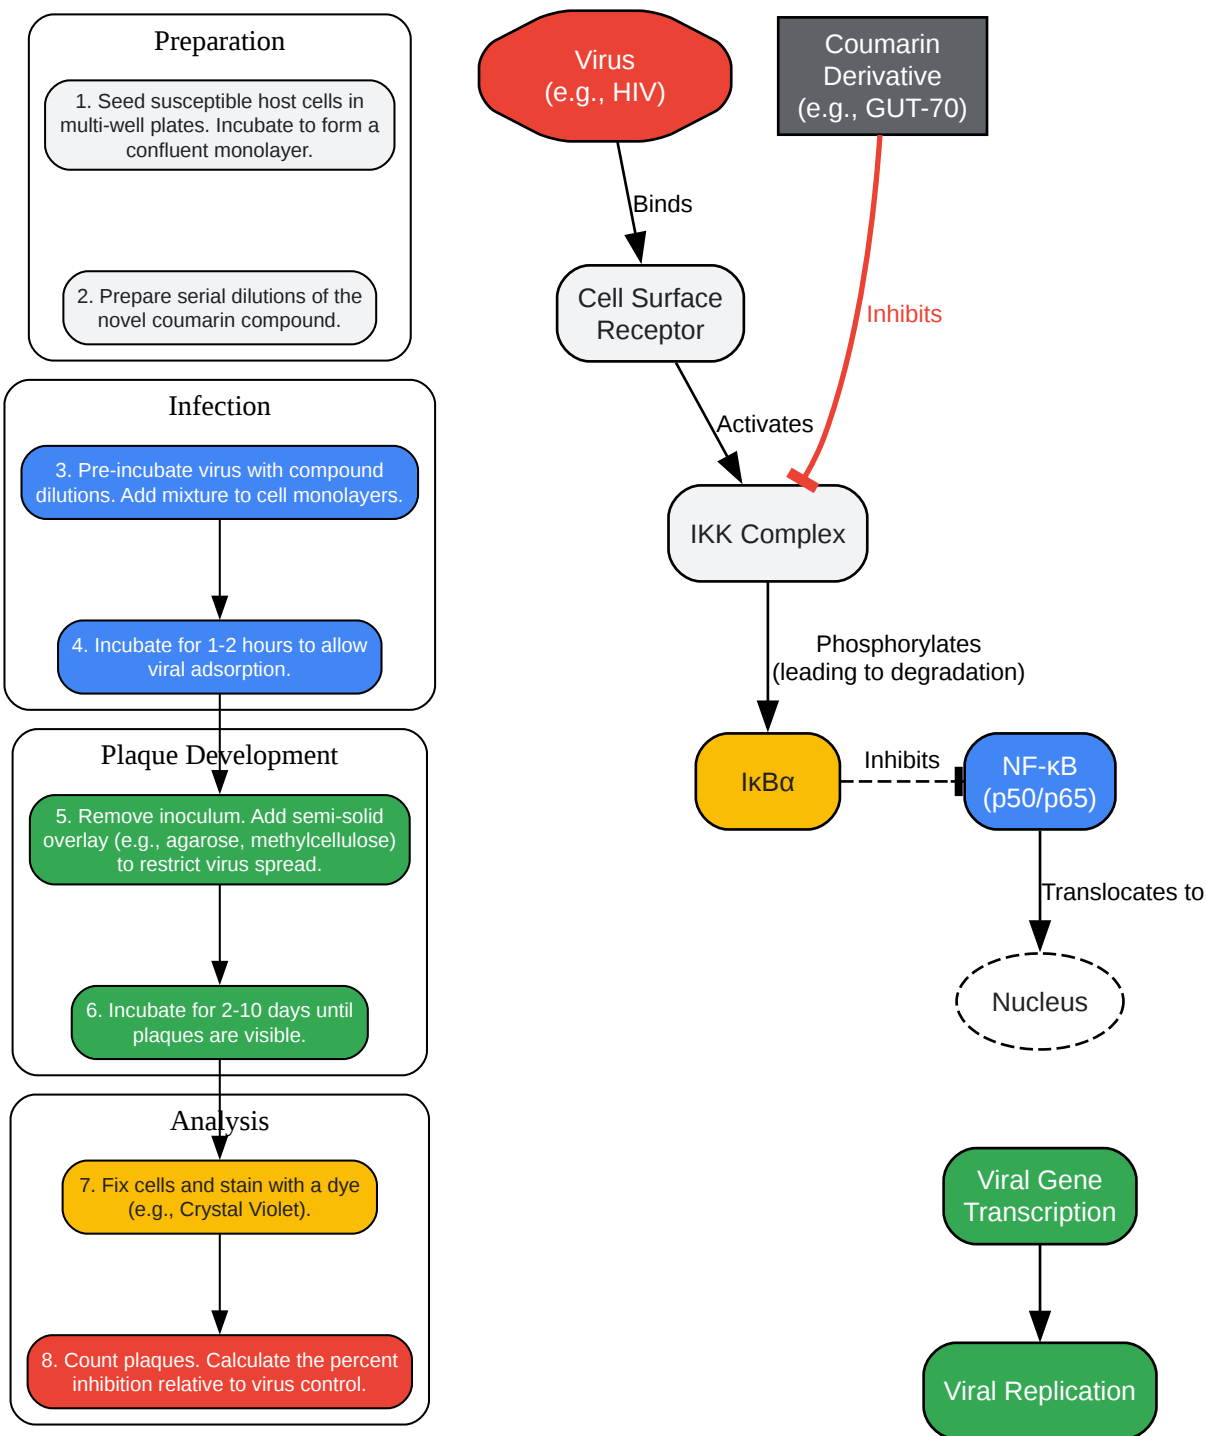 Preparation
1. Seed susceptible host cells in
multi-well plates. Incubate to form a
confluent monolayer.
2. Prepare serial dilutions of the
novel coumarin compound.
Infection
3. Pre-incubate virus with compound
dilutions. Add mixture to cell monolayers.
4. Incubate for 1-2 hours to allow
viral adsorption.
Plaque Development
5. Remove inoculum. Add semi-solid
overlay (e.g., agarose, methylcellulose)
to restrict virus spread.
6. Incubate for 2-10 days until
plaques are visible.
Analysis
7. Fix cells and stain with a dye
(e.g., Crystal Violet).
8. Count plaques. Calculate the percent
inhibition relative to virus control.
Virus
(e.g., HIV)
Coumarin
Derivative
(e.g., GUT-70)
Binds
Cell Surface
Receptor
Inhibits
Activates
IKK Complex
Phosphorylates
(leading to degradation)
IκBα
Inhibits
NF-κB
(p50/p65)
Translocates to
Nucleus
Viral Gene
Transcription
Viral Replication